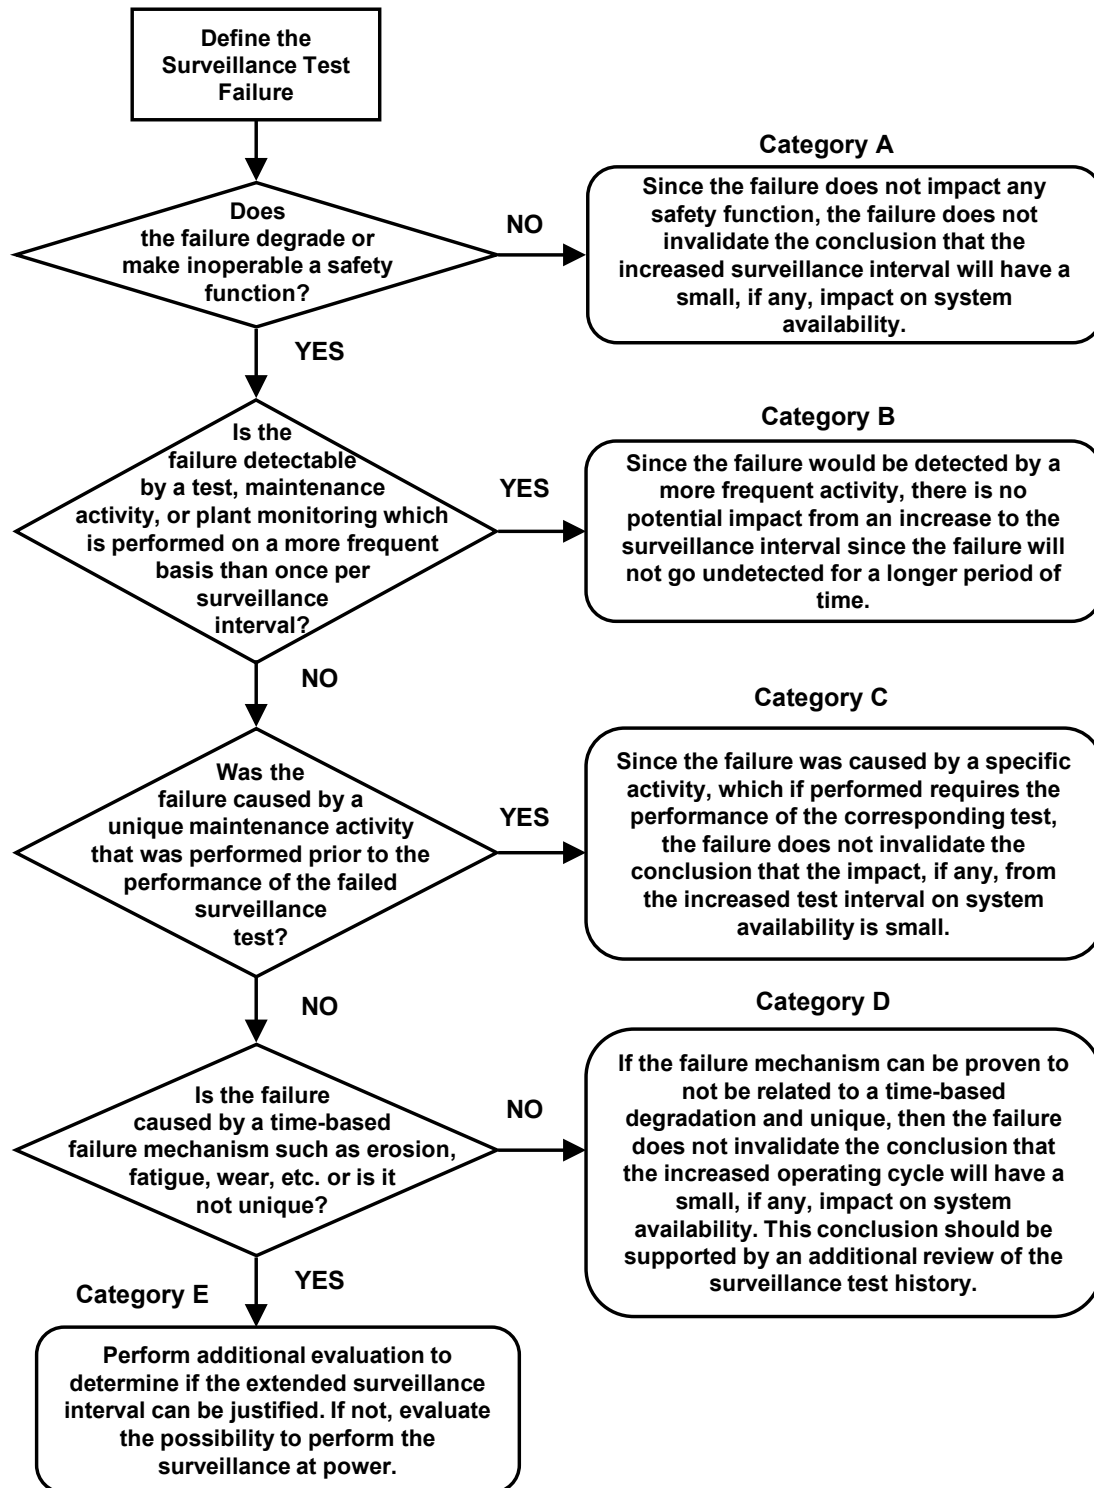 Define the
Surveillance Test
Failure
Does
the failure degrade or
make inoperable a safety
function?
NO
Category A
Since the failure does not impact any
safety function, the failure does not
invalidate the conclusion that the
increased surveillance interval will have a
small, if any, impact on system
availability.
YES
Is the
failure detectable
by a test, maintenance
activity, or plant monitoring which
is performed on a more frequent
basis than once per
surveillance
interval?
YES
Category B
Since the failure would be detected by a
more frequent activity, there is no
potential impact from an increase to the
surveillance interval since the failure will
not go undetected for a longer period of
time.
NO
Was the
failure caused by a
unique maintenance activity
that was performed prior to the
performance of the failed
surveillance
test?
YES
Category C
Since the failure was caused by a specific
activity, which if performed requires the
performance of the corresponding test,
the failure does not invalidate the
conclusion that the impact, if any, from
the increased test interval on system
availability is small.
NO
Is the failure
caused by a time-based
failure mechanism such as erosion,
fatigue, wear, etc. or is it
not unique?
NO
Category D
If the failure mechanism can be proven to
not be related to a time-based
degradation and unique, then the failure
does not invalidate the conclusion that
the increased operating cycle will have a
small, if any, impact on system
availability. This conclusion should be
supported by an additional review of the
surveillance test history.
YES
Category E
Perform additional evaluation to
determine if the extended surveillance
interval can be justified. If not, evaluate
the possibility to perform the
surveillance at power.